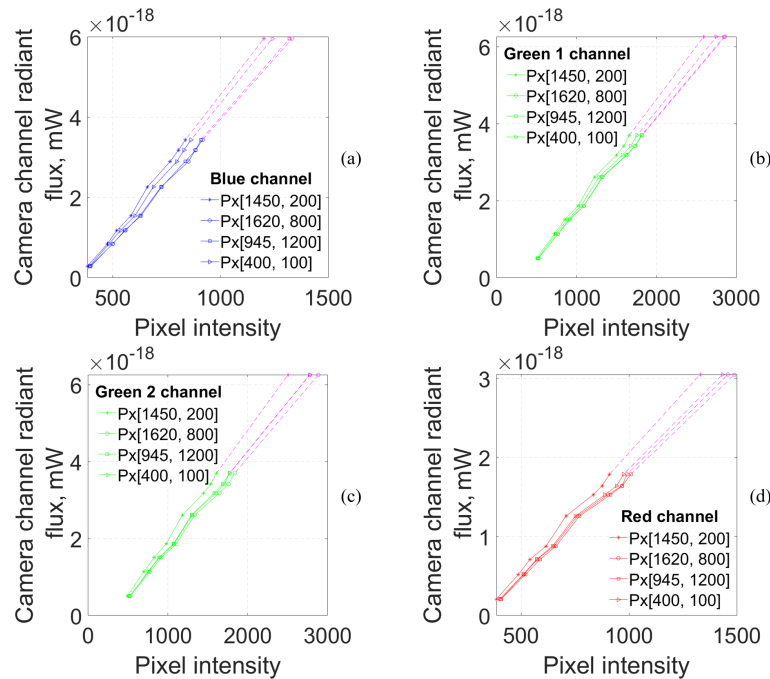 ×10-18
6
4
2
0
Camera channel radiant
flux, mW
Blue channel
Px[1450, 200]
Px[1620, 800]
Px[945, 1200]
Px[400, 100]
500 1000 1500
Pixel intensity
(a)
×10-18
6
4
2
0
Camera channel radiant
flux, mW
Green 1 channel
Px[1450, 200]
Px[1620, 800]
Px[945, 1200]
Px[400, 100]
0 1000 2000 3000
Pixel intensity
(b)
×10-18
6
4
2
0
Camera channel radiant
flux, mW
Green 2 channel
Px[1450, 200]
Px[1620, 800]
Px[945, 1200]
Px[400, 100]
0 1000 2000 3000
Pixel intensity
(c)
×10-18
3
2
1
0
Camera channel radiant
flux, mW
Red channel
Px[1450, 200]
Px[1620, 800]
Px[945, 1200]
Px[400, 100]
500 1000 1500
Pixel intensity
(d)